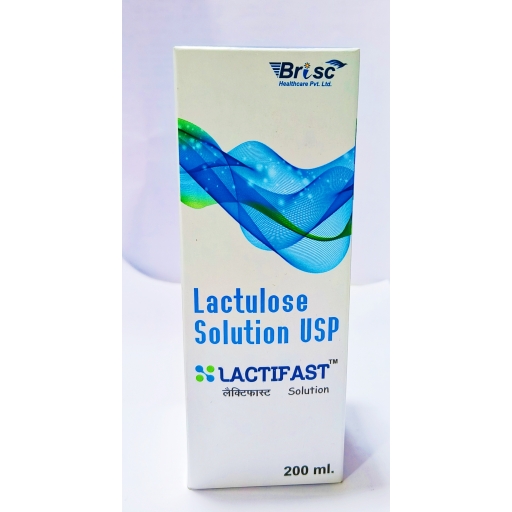 Brisc
Healthcare Pvt. Ltd.
Lactulose
Solution USP
LACTIFAST™
लैक्टिफास्ट Solution
200 ml.